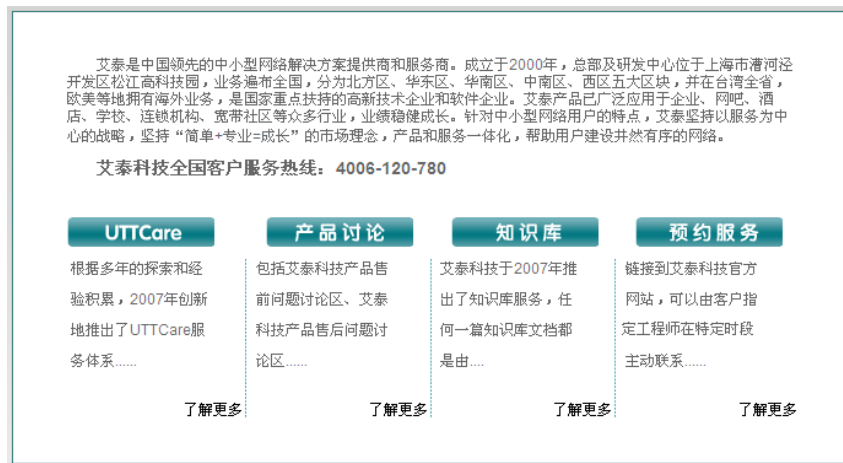 艾泰是中国领先的中小型网络解决方案提供商和服务商。成立于2000年，总部及研发中心位于上海市漕河泾
开发区松江高科技园，业务遍布全国，分为北方区、华东区、华南区、中南区、西区五大区块，并在台湾全省，
欧美等地拥有海外业务，是国家重点扶持的高新技术企业和软件企业。艾泰产品已广泛应用于企业、网吧、酒
店、学校、连锁机构、宽带社区等众多行业，业绩稳健成长。针对中小型网络用户的特点，艾泰坚持以服务为中
心的战略，坚持“简单+专业=成长”的市场理念，产品和服务一体化，帮助用户建设井然有序的网络。
艾泰科技全国客户服务热线：4006-120-780
UTTCare
根据多年的探索和经
验积累，2007年创新
地推出了UTTCare服
务体系......
了解更多
产品讨论
包括艾泰科技产品售
前问题讨论区、艾泰
科技产品售后问题讨
论区......
了解更多
知识库
艾泰科技于2007年推
出了知识库服务，任
何一篇知识库文档都
是由....
了解更多
预约服务
链接到艾泰科技官方
网站，可以由客户指
定工程师在特定时段
主动联系......
了解更多